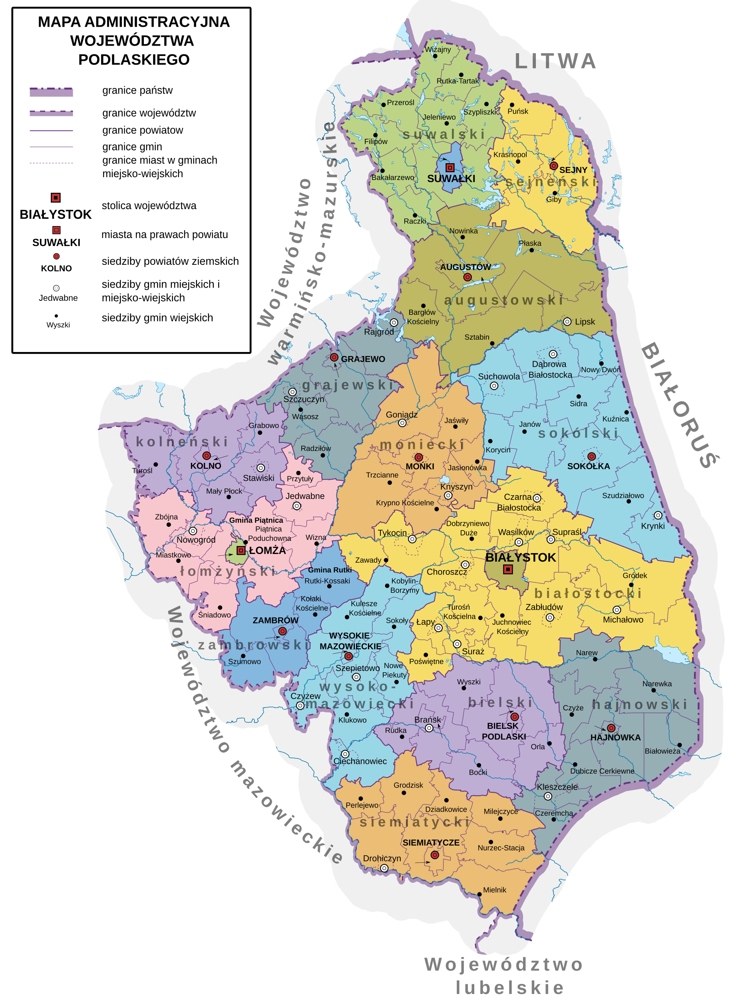 MAPA ADMINISTRACYJNA
WOJEWÓDZTWA
PODLASKIEGO
granice państw
granice województw
granice powiatow
granice gmin
granice miast w gminach
miejsko-wiejskich
BIAŁYSTOK
stolica województwa
SUWAŁKI
miasta na prawach powiatu
KOLNO
siedziby powiatów ziemskich
Jedwabne
siedziby gmin miejskich i
miejsko-wiejskich
Wyszki
siedziby gmin wiejskich
LITWA
BIAŁORUŚ
Województwo
warmińsko-mazurskie
Województwo mazowieckie
Województwo
lubelskie
Wiżajny
Rutka-Tartak
Przerośl
Szypliszki
Jeleniewo
suwalski
Filipów
Bakałarzewo
SUWAŁKI
Raczki
Puńsk
Krasnopol
SEJNY
sejneński
Giby
Nowinka
Płaska
AUGUSTÓW
augustowski
Bargłów
Kościelny
Lipsk
Sztabin
Rajgród
GRAJEWO
grajewski
Szczuczyn
Wąsosz
Radziłów
Dąbrowa
Białostocka
Nowy Dwór
Suchowola
Sidra
Kuźnica
Janów
sokólski
Korycin
SOKÓŁKA
Szudziałowo
Krynki
Goniądz
Jaświły
moniecki
MOŃKI
Jasionówka
Trzcianne
Knyszyn
Krypno Kościelne
Grabowo
kolneński
KOLNO
Turośl
Stawiski
Mały Płock
Przytuły
Jedwabne
Zbójna
Gmina Piątnica
Piątnica
Poduchowna
Nowogród
Wizna
ŁOMŻA
Miastkowo
łomżyński
Śniadowo
Gmina Rutki
Rutki-Kossaki
Kołaki
Kościelne
ZAMBRÓW
zambrowski
Szumowo
Czarna
Białostocka
Dobrzyniewo
Duże
Wasilków
Supraśl
Tykocin
Zawady
Choroszcz
BIAŁYSTOK
Gródek
białostocki
Zabłudów
Michałowo
Turośń
Kościelna
Juchnowiec
Kościelny
Łapy
Suraż
Poświętne
Kobylin-
Borzymy
Kulesze
Kościelne
Sokoły
WYSOKIE
MAZOWIECKIE
Szepietowo
Nowe
Piekuty
wysoko-
mazowiecki
Czyżew
Klukowo
Ciechanowiec
Wyszki
bielski
Brańsk
BIELSK
PODLASKI
Rudka
Orla
Boćki
Narew
Narewka
hajnowski
Czyże
HAJNÓWKA
Białowieża
Dubicze Cerkiewne
Kleszczele
Czeremcha
Grodzisk
Perlejewo
Dziadkowice
Milejczyce
siemiatycki
SIEMIATYCZE
Nurzec-Stacja
Drohiczyn
Mielnik